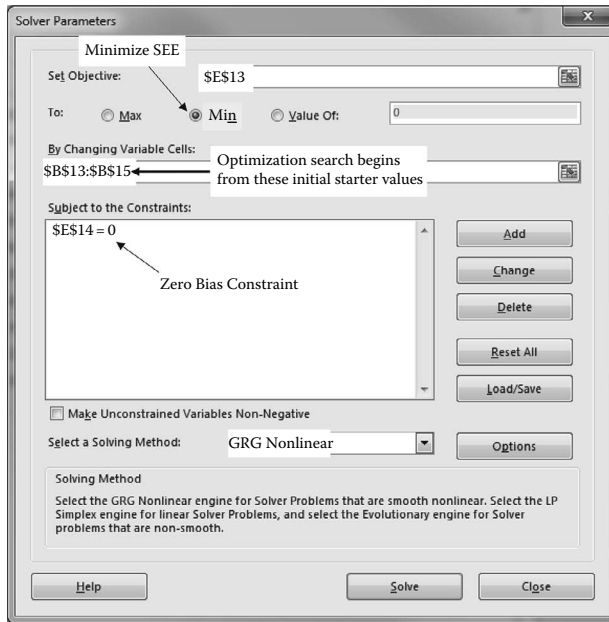 Solver Parameters
Minimize SEE
Set Objective:
$E$13
To:
Max
Min
Value Of:
0
By Changing Variable Cells:
$B$13:$B$15
Optimization search begins
from these initial starter values
Subject to the Constraints:
$E$14 = 0
Zero Bias Constraint
Add
Change
Delete
Reset All
Load/Save
Make Unconstrained Variables Non-Negative
Select a Solving Method:
GRG Nonlinear
Options
Solving Method
Select the GRG Nonlinear engine for Solver Problems that are smooth nonlinear. Select the LP
Simplex engine for linear Solver Problems, and select the Evolutionary engine for Solver
problems that are non-smooth.
Help
Solve
Close